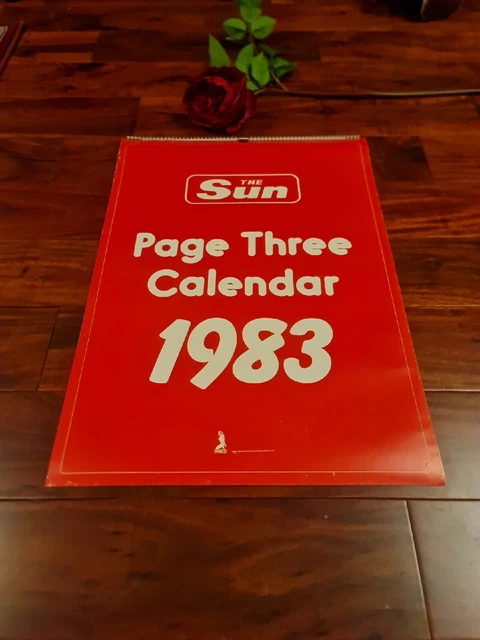 THE
Sun
Page Three
Calendar
1983